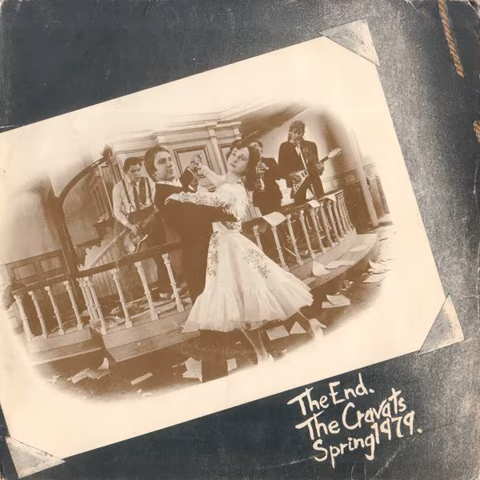 The End.
The Cravats
Spring 1979.